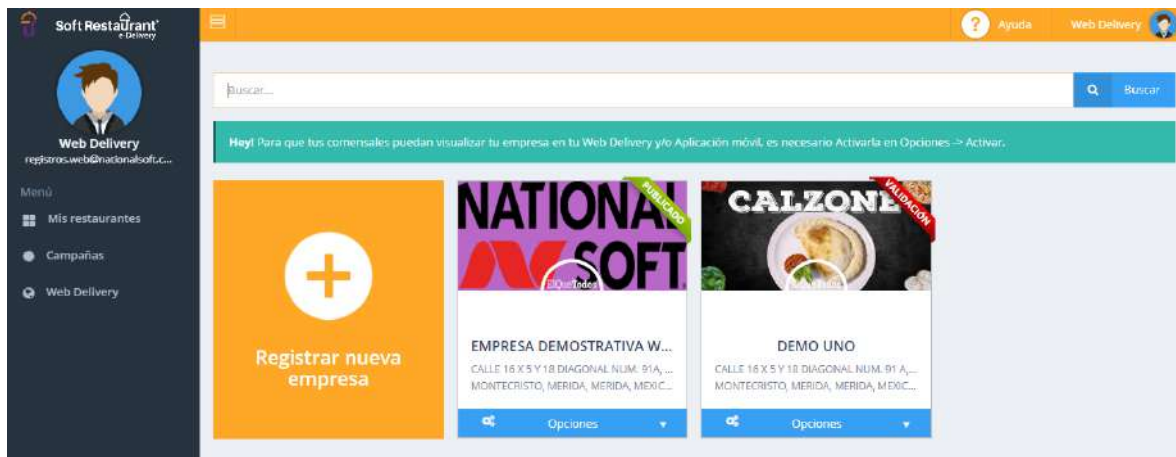 Soft Restaurant®
e-Delivery
Ayuda
Web Delivery
Buscar...
Buscar
Web Delivery
registros.web@nationalsoft.c...
Hey! Para que tus comensales puedan visualizar tu empresa en tu Web Delivery y/o Aplicación móvil, es necesario Activarla en Opciones -> Activar.
Menú
Mis restaurantes
Campañas
Web Delivery
Registrar nueva
empresa
NATIONAL
SOFT
PUBLICADO
ElQueTodos
EMPRESA DEMOSTRATIVA W...
CALLE 16 X 5 Y 18 DIAGONAL NUM. 91A, ...
MONTECRISTO, MERIDA, MERIDA, MEXIC...
Opciones
CALZONE
VALIDACIÓN
DEMO UNO
CALLE 16 X 5 Y 18 DIAGONAL NUM. 91 A, ...
MONTECRISTO, MERIDA, MERIDA, MEXIC...
Opciones